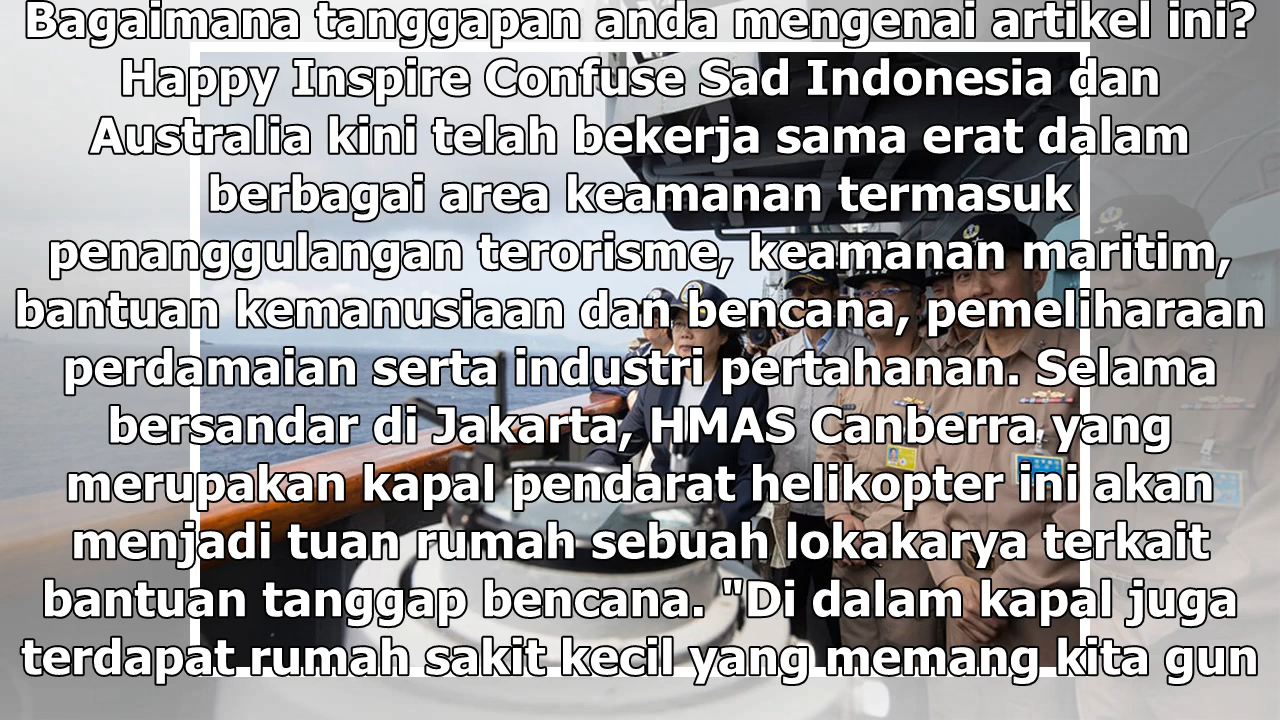 Bagaimana tanggapan anda mengenai artikel ini?
Happy Inspire Confuse Sad Indonesia dan
Australia kini telah bekerja sama erat dalam
berbagai area keamanan termasuk
penanggulangan terorisme, keamanan maritim,
bantuan kemanusiaan dan bencana, pemeliharaan
perdamaian serta industri pertahanan. Selama
bersandar di Jakarta, HMAS Canberra yang
merupakan kapal pendarat helikopter ini akan
menjadi tuan rumah sebuah lokakarya terkait
bantuan tanggap bencana. "Di dalam kapal juga
terdapat rumah sakit kecil yang memang kita gun